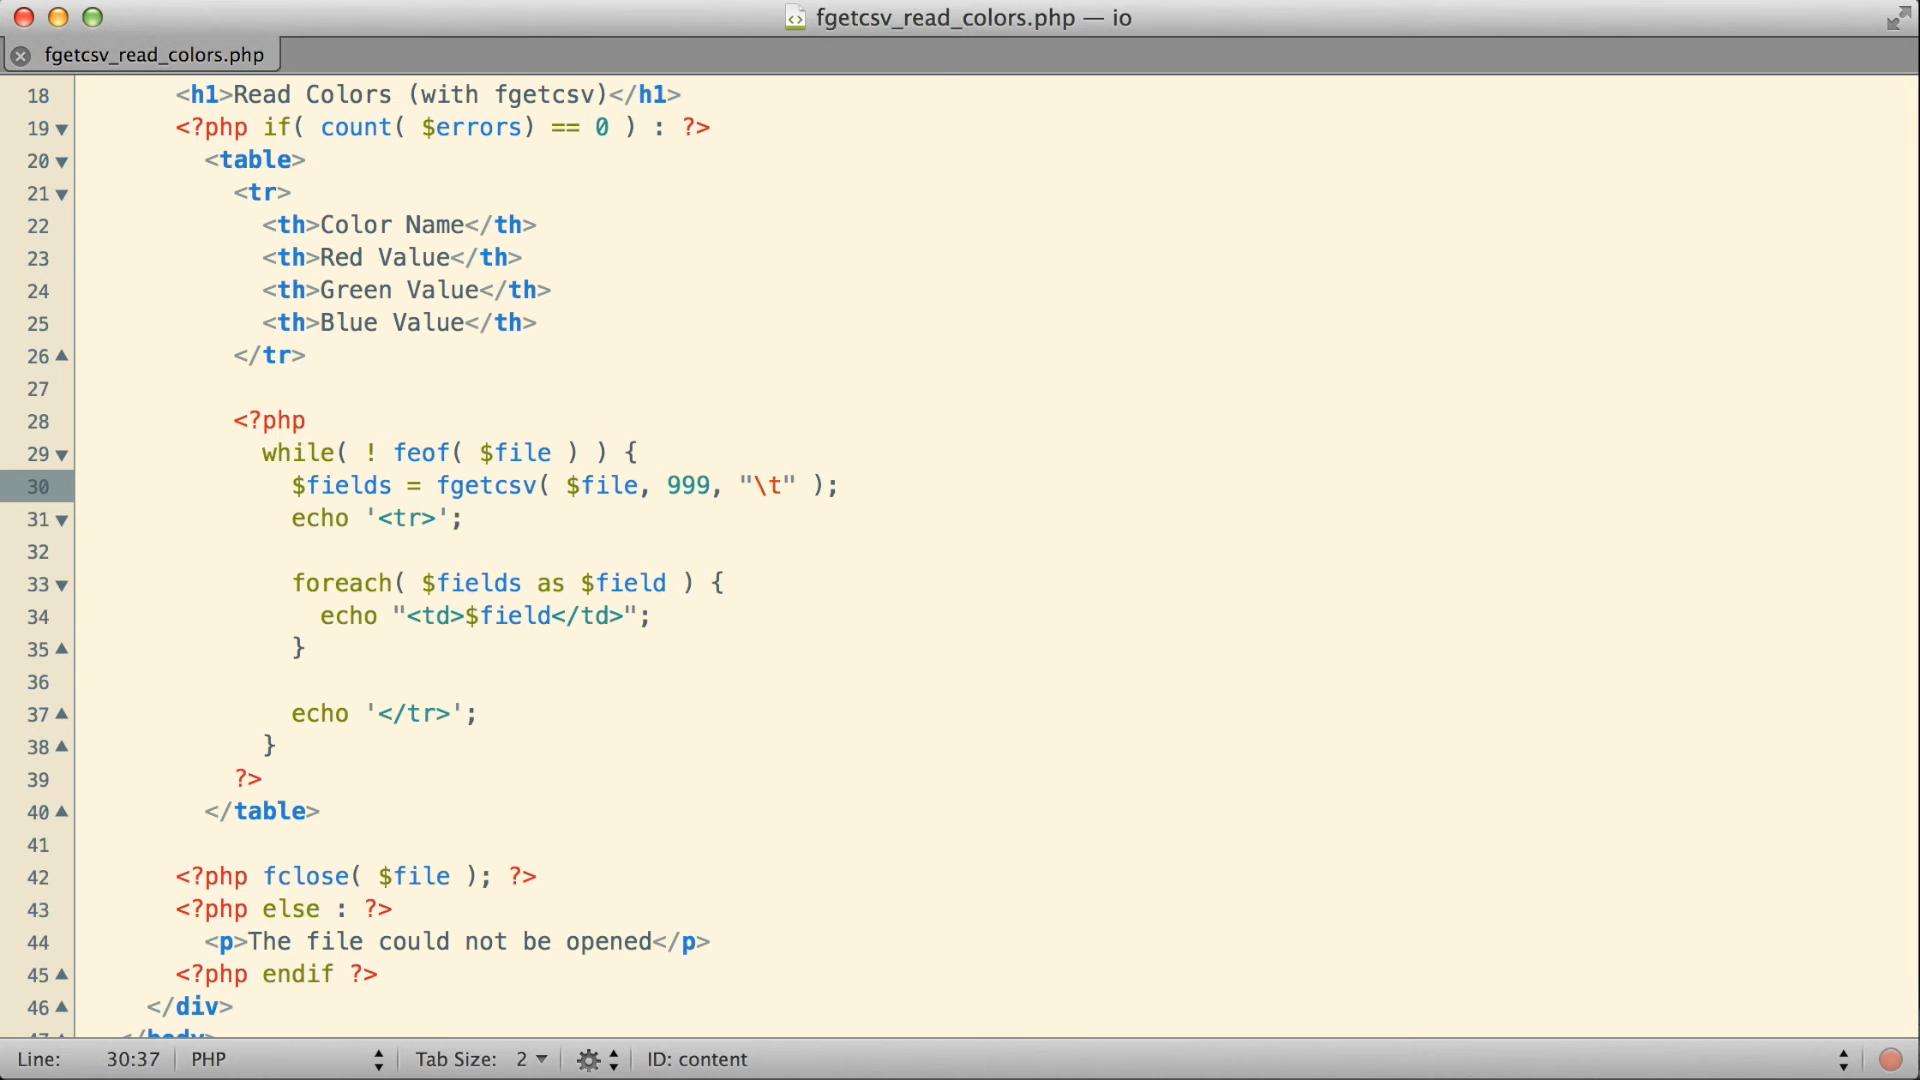 fgetcsv_read_colors.php — io
fgetcsv_read_colors.php
18 <h1>Read Colors (with fgetcsv)</h1>
19 <?php if( count( $errors) == 0 ) : ?>
20 <table>
21 <tr>
22 <th>Color Name</th>
23 <th>Red Value</th>
24 <th>Green Value</th>
25 <th>Blue Value</th>
26 </tr>
27
28 <?php
29 while( ! feof( $file ) ) {
30 $fields = fgetcsv( $file, 999, "\t" );
31 echo '<tr>';
32
33 foreach( $fields as $field ) {
34 echo "<td>$field</td>";
35 }
36
37 echo '</tr>';
38 }
39 ?>
40 </table>
41
42 <?php fclose( $file ); ?>
43 <?php else : ?>
44 <p>The file could not be opened</p>
45 <?php endif ?>
46 </div>
47 </body>
Line: 30:37 PHP Tab Size: 2 ID: content